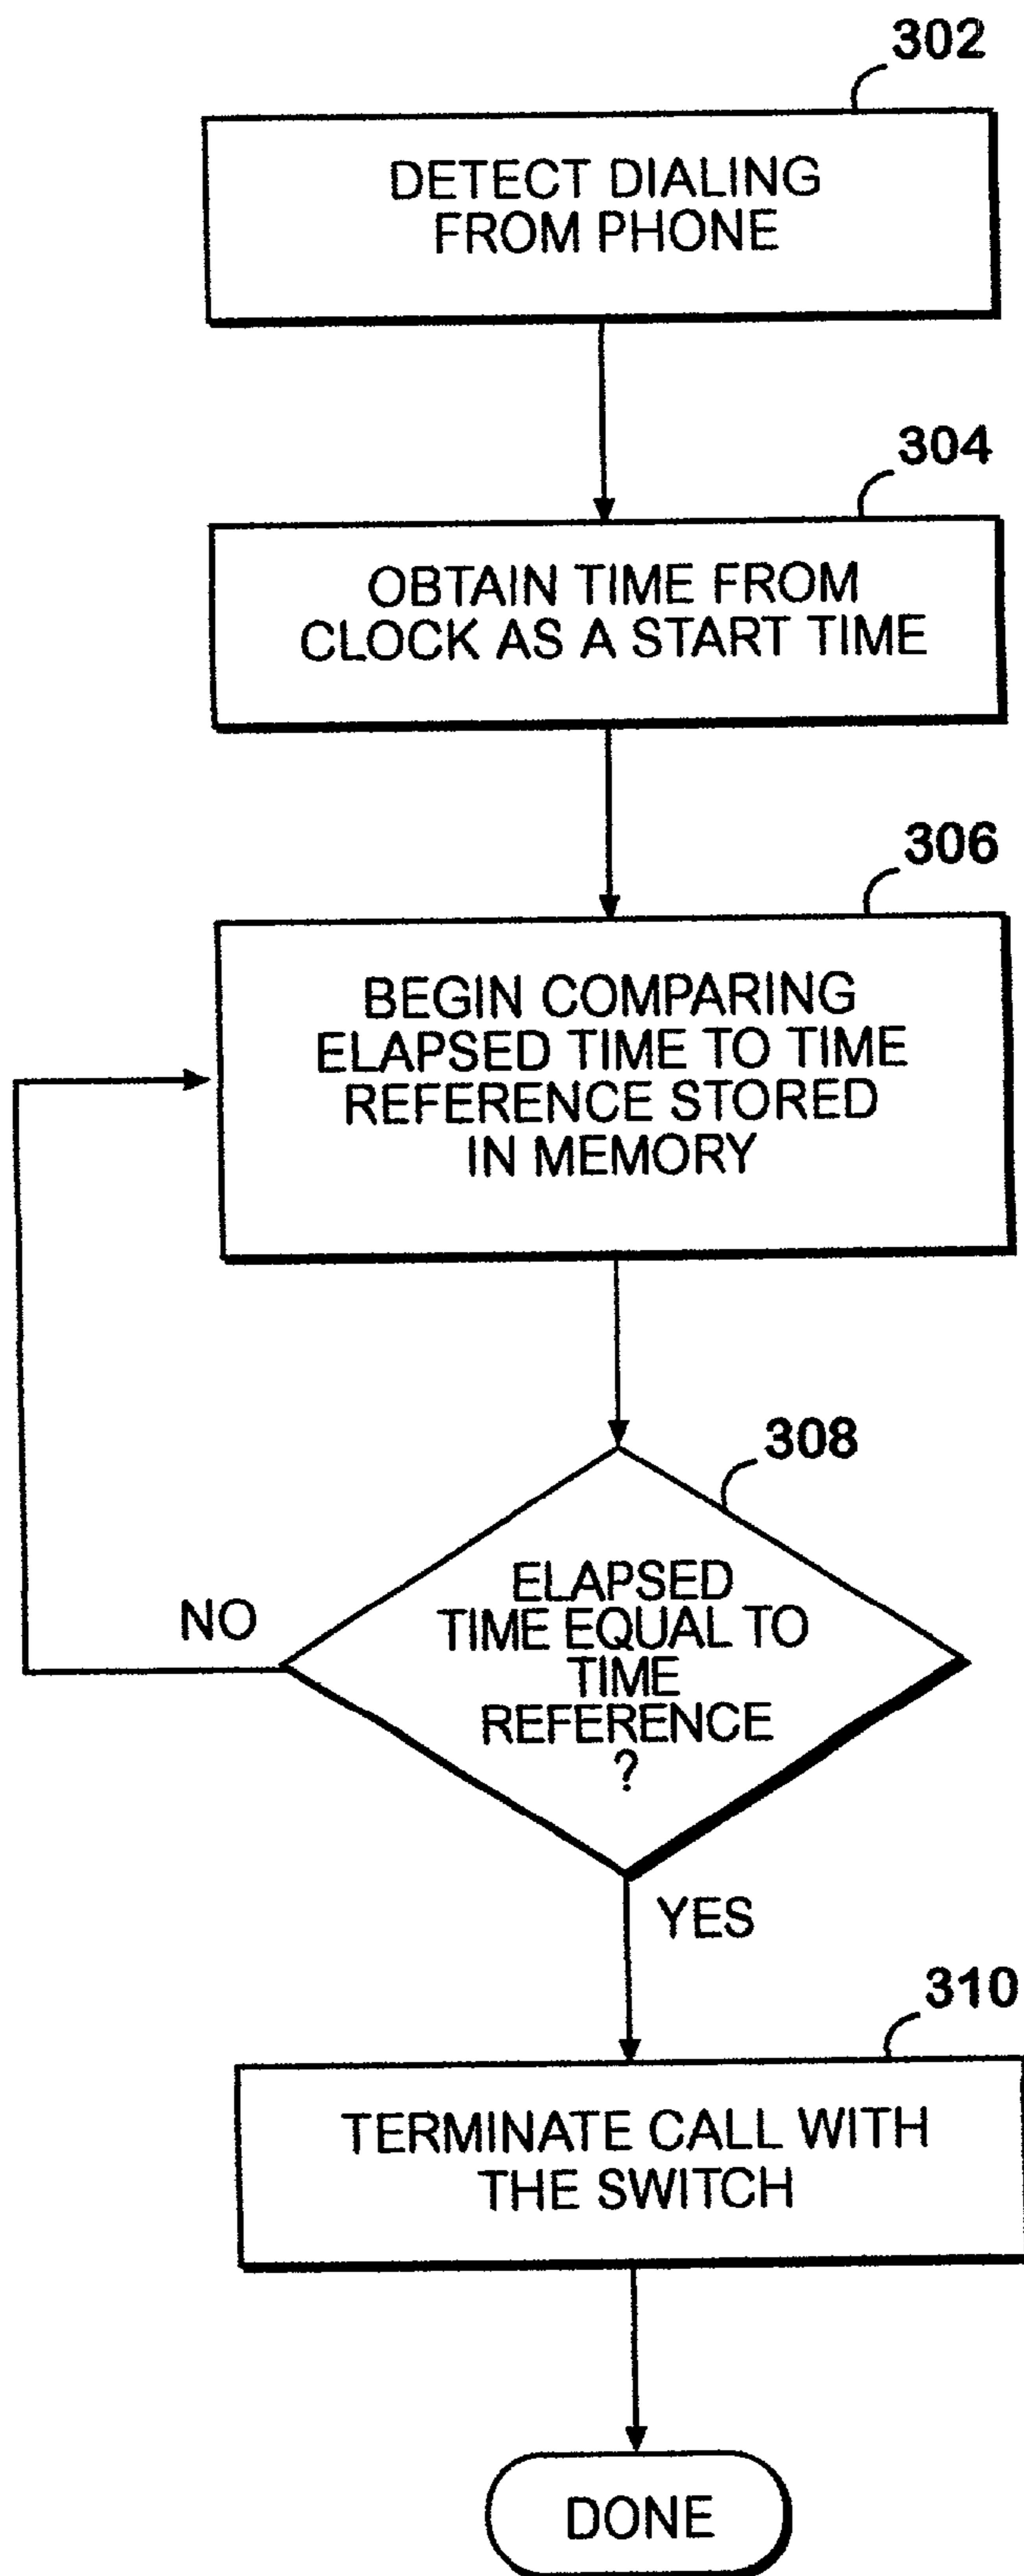 302
DETECT DIALING
FROM PHONE
304
OBTAIN TIME FROM
CLOCK AS A START TIME
306
BEGIN COMPARING
ELAPSED TIME TO TIME
REFERENCE STORED
IN MEMORY
308
ELAPSED
TIME EQUAL TO
TIME
REFERENCE
?
NO
YES
310
TERMINATE CALL WITH
THE SWITCH
DONE